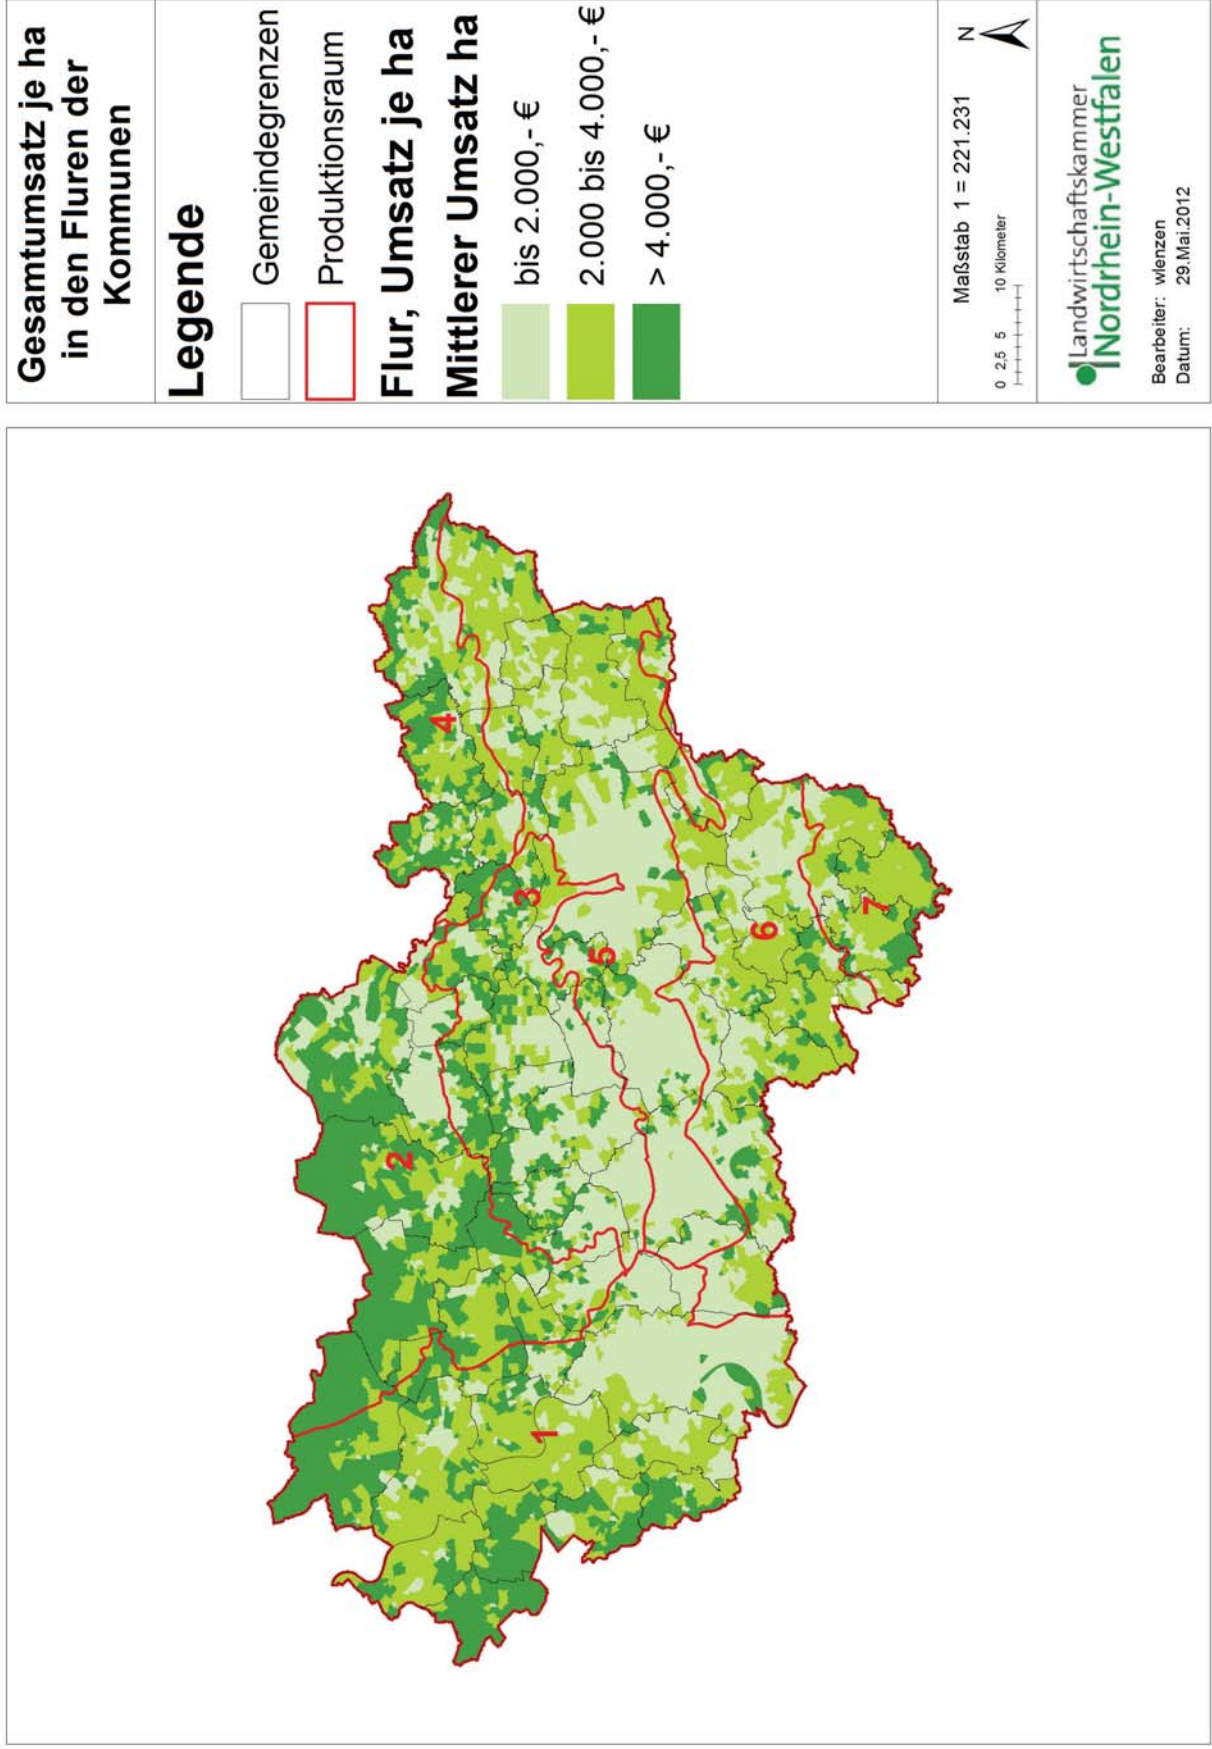 Gesamtumsatz je ha
in den Fluren der
Kommunen
Legende
Gemeindegrenzen
Produktionsraum
Flur, Umsatz je ha
Mittlerer Umsatz ha
bis 2.000,- €
2.000 bis 4.000,- €
> 4.000,- €
Maßstab 1 = 221.231
N
0 2,5 5 10 Kilometer
Landwirtschaftskammer
Nordrhein-Westfalen
Bearbeiter: wlenzen
Datum: 29.Mai.2012
1
2
3
4
5
6
7